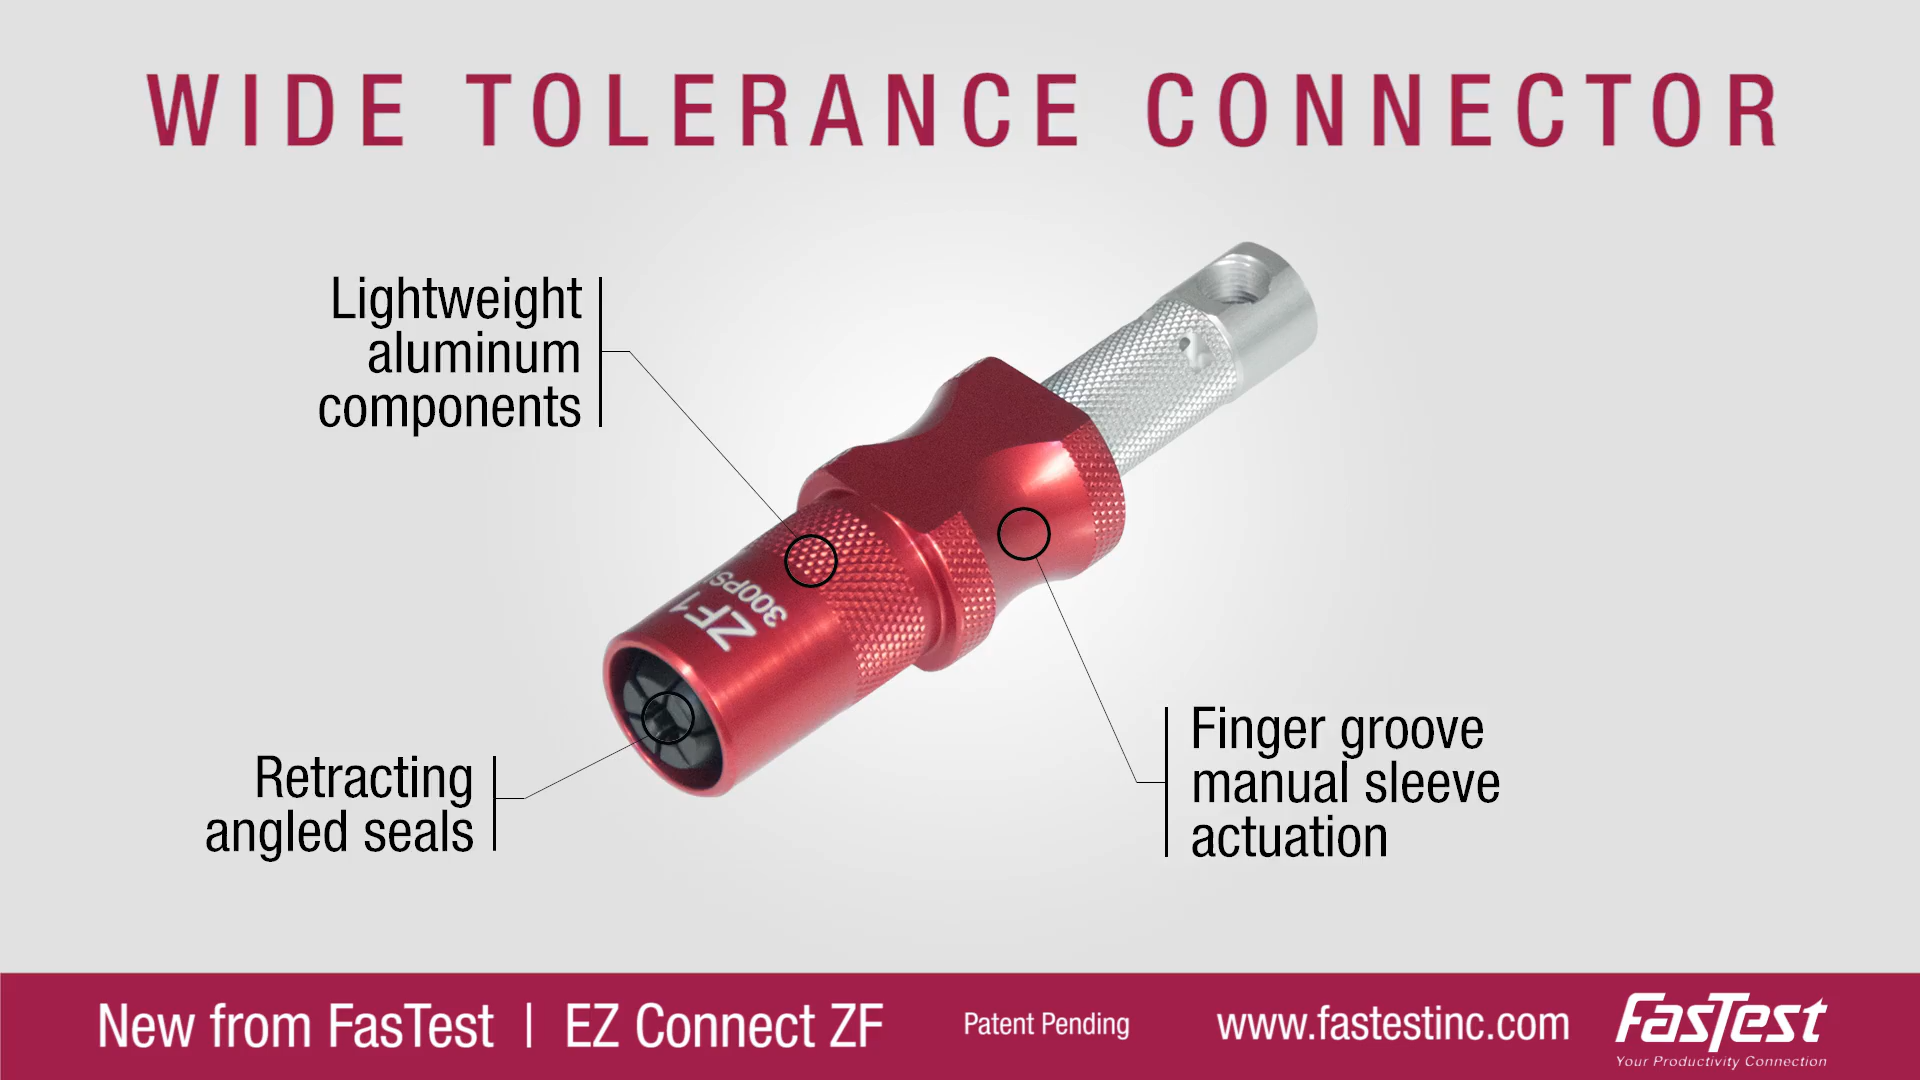 WIDE TOLERANCE CONNECTOR
Lightweight
aluminum
components
ZF1
300PSI
Retracting
angled seals
Finger groove
manual sleeve
actuation
New from FasTest | EZ Connect ZF
Patent Pending
www.fastestinc.com
FasTest
Your Productivity Connection